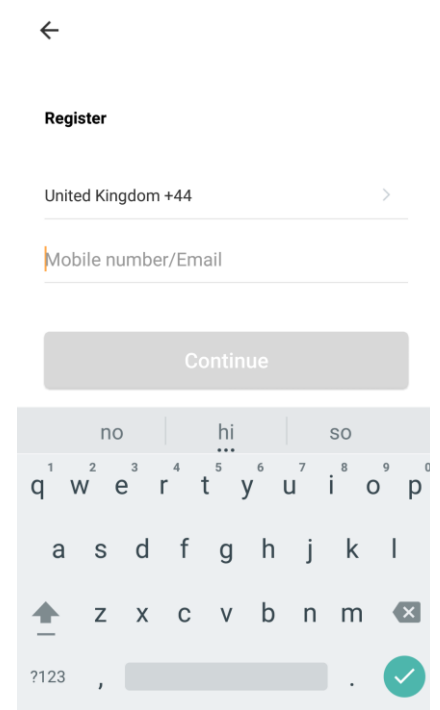 Register
United Kingdom +44
Mobile number/Email
Continue
no hi so
1 2 3 4 5 6 7 8 9 0
q w e r t y u i o p
a s d f g h j k l
z x c v b n m
?123 , .